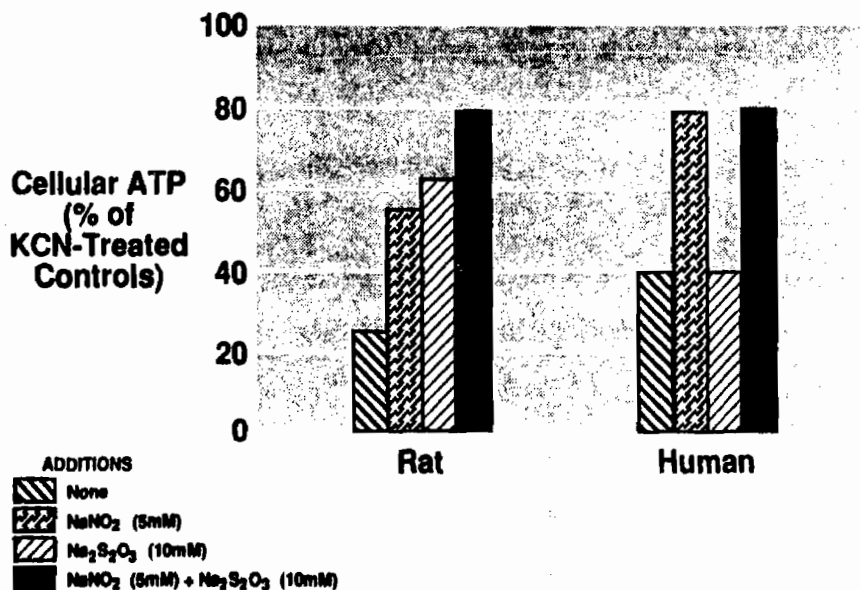 100
80
60
40
20
0
Cellular ATP
(% of
KCN-Treated
Controls)
Rat
Human
ADDITIONS
None
NaNO₂ (5mM)
Na₂S₂O₃ (10mM)
NaNO₂ (5mM) + Na₂S₂O₃ (10mM)